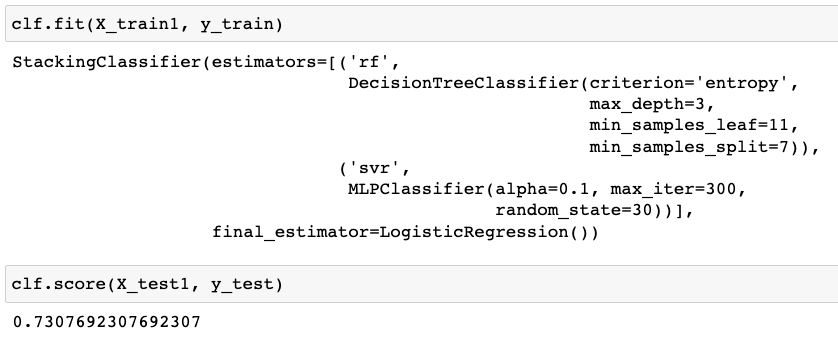 clf.fit(X_train1, y_train)
StackingClassifier(estimators=[('rf',
DecisionTreeClassifier(criterion='entropy',
max_depth=3,
min_samples_leaf=11,
min_samples_split=7)),
('svr',
MLPClassifier(alpha=0.1, max_iter=300,
random_state=30))],
final_estimator=LogisticRegression())
clf.score(X_test1, y_test)
0.7307692307692307